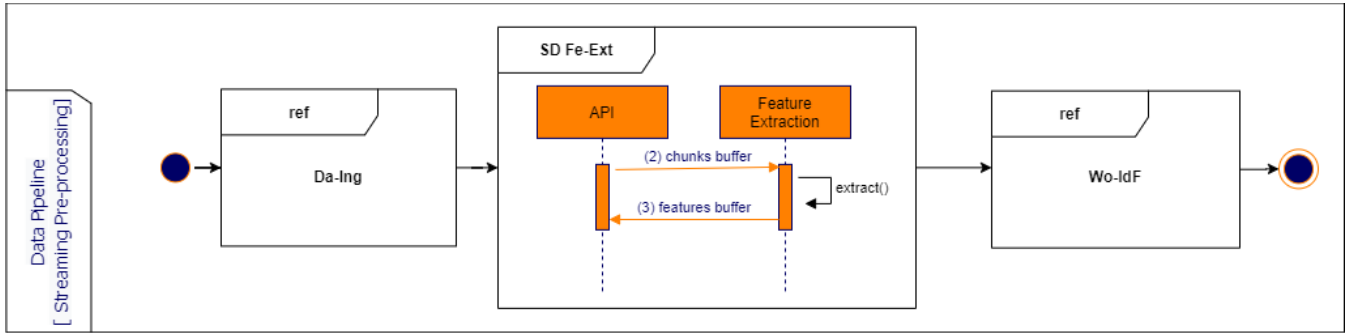 Data Pipeline
[ Streaming Pre-processing]
ref
Da-Ing
SD Fe-Ext
API
Feature
Extraction
(2) chunks buffer
extract()
(3) features buffer
ref
Wo-IdF